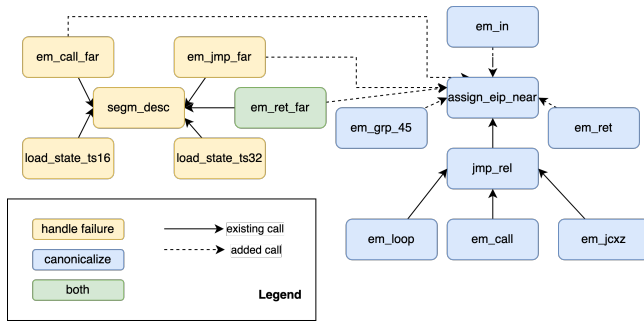 em_in
em_call_far
em_jmp_far
assign_eip_near
segm_desc
em_ret_far
em_grp_45
em_ret
load_state_ts16
load_state_ts32
jmp_rel
em_loop
em_call
em_jcxz
handle failure
existing call
canonicalize
added call
both
Legend